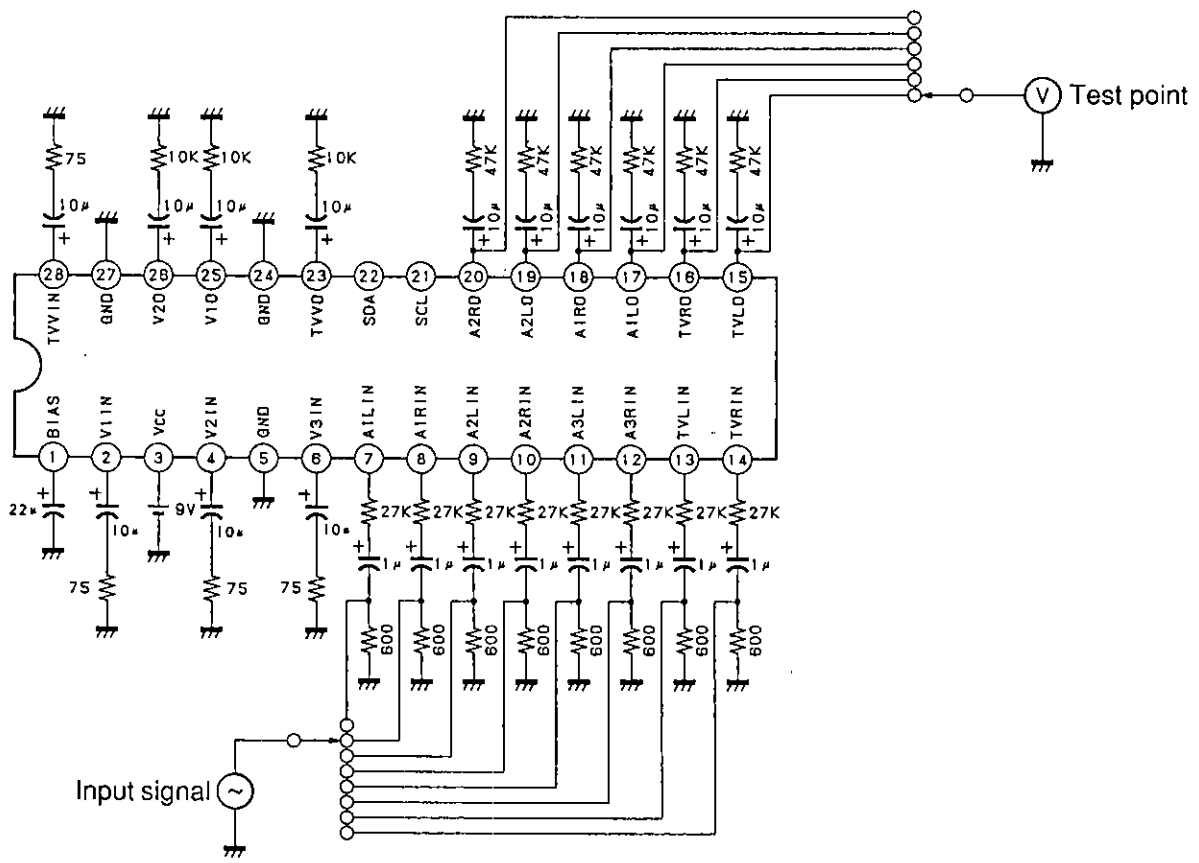 Test point
V
75
10K
10K
10K
47K
47K
47K
47K
47K
47K
10μ
10μ
10μ
10μ
10μ
10μ
10μ
10μ
10μ
10μ
+
+
+
+
+
+
+
+
+
+
28
27
26
25
24
23
22
21
20
19
18
17
16
15
TVVIN
GND
V2O
V1O
GND
TVVO
SDA
SCL
A2RO
A2LO
A1RO
A1LO
TVRO
TVLO
BIAS
V1IN
VCC
V2IN
GND
V3IN
A1LIN
A1RIN
A2LIN
A2RIN
A3LIN
A3RIN
TVLIN
TVRIN
1
2
3
4
5
6
7
8
9
10
11
12
13
14
+
+
+
+
22μ
10μ
9V
10μ
10μ
27K
27K
27K
27K
27K
27K
27K
27K
+
+
+
+
+
+
+
+
1μ
1μ
1μ
1μ
1μ
1μ
1μ
1μ
75
75
75
600
600
600
600
600
600
600
600
Input signal
~